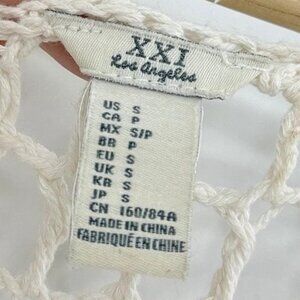 XXI
Los Angeles
US S
CA P
MX S/P
BR P
EU S
UK S
KR S
JP S
CN 160/84A
MADE IN CHINA
FABRIQUÉ EN CHINE